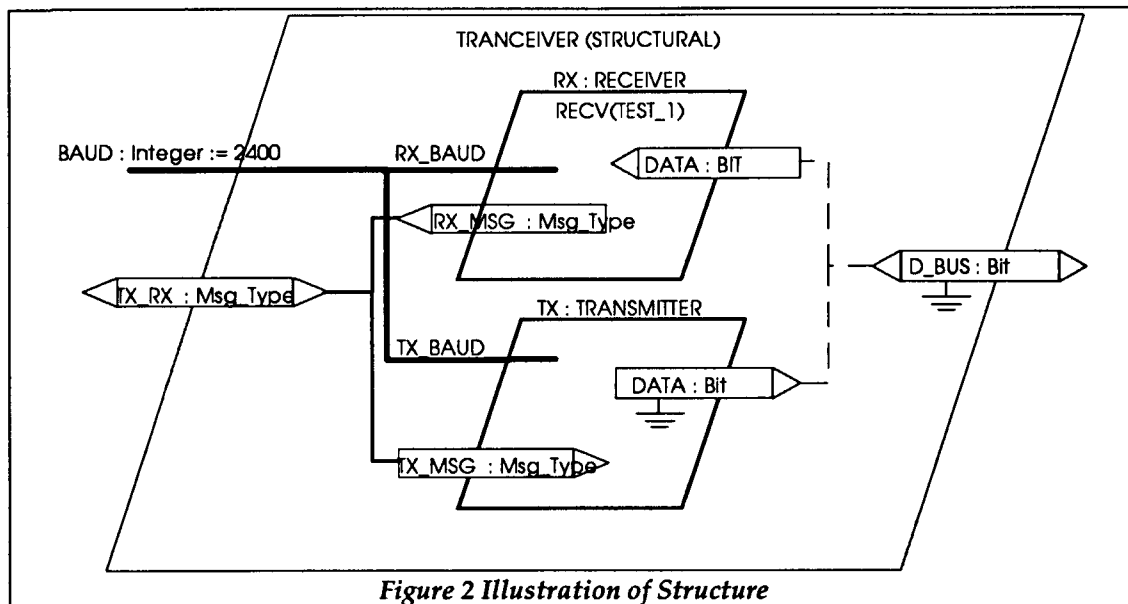 TRANCEIVER (STRUCTURAL)
RX : RECEIVER
RECV(TEST_1)
BAUD : Integer := 2400
RX_BAUD
DATA : BIT
RX_MSG : Msg_Type
D_BUS : Bit
TX_RX : Msg_Type
TX : TRANSMITTER
TX_BAUD
DATA : Bit
TX_MSG : Msg_Type
Figure 2 Illustration of Structure